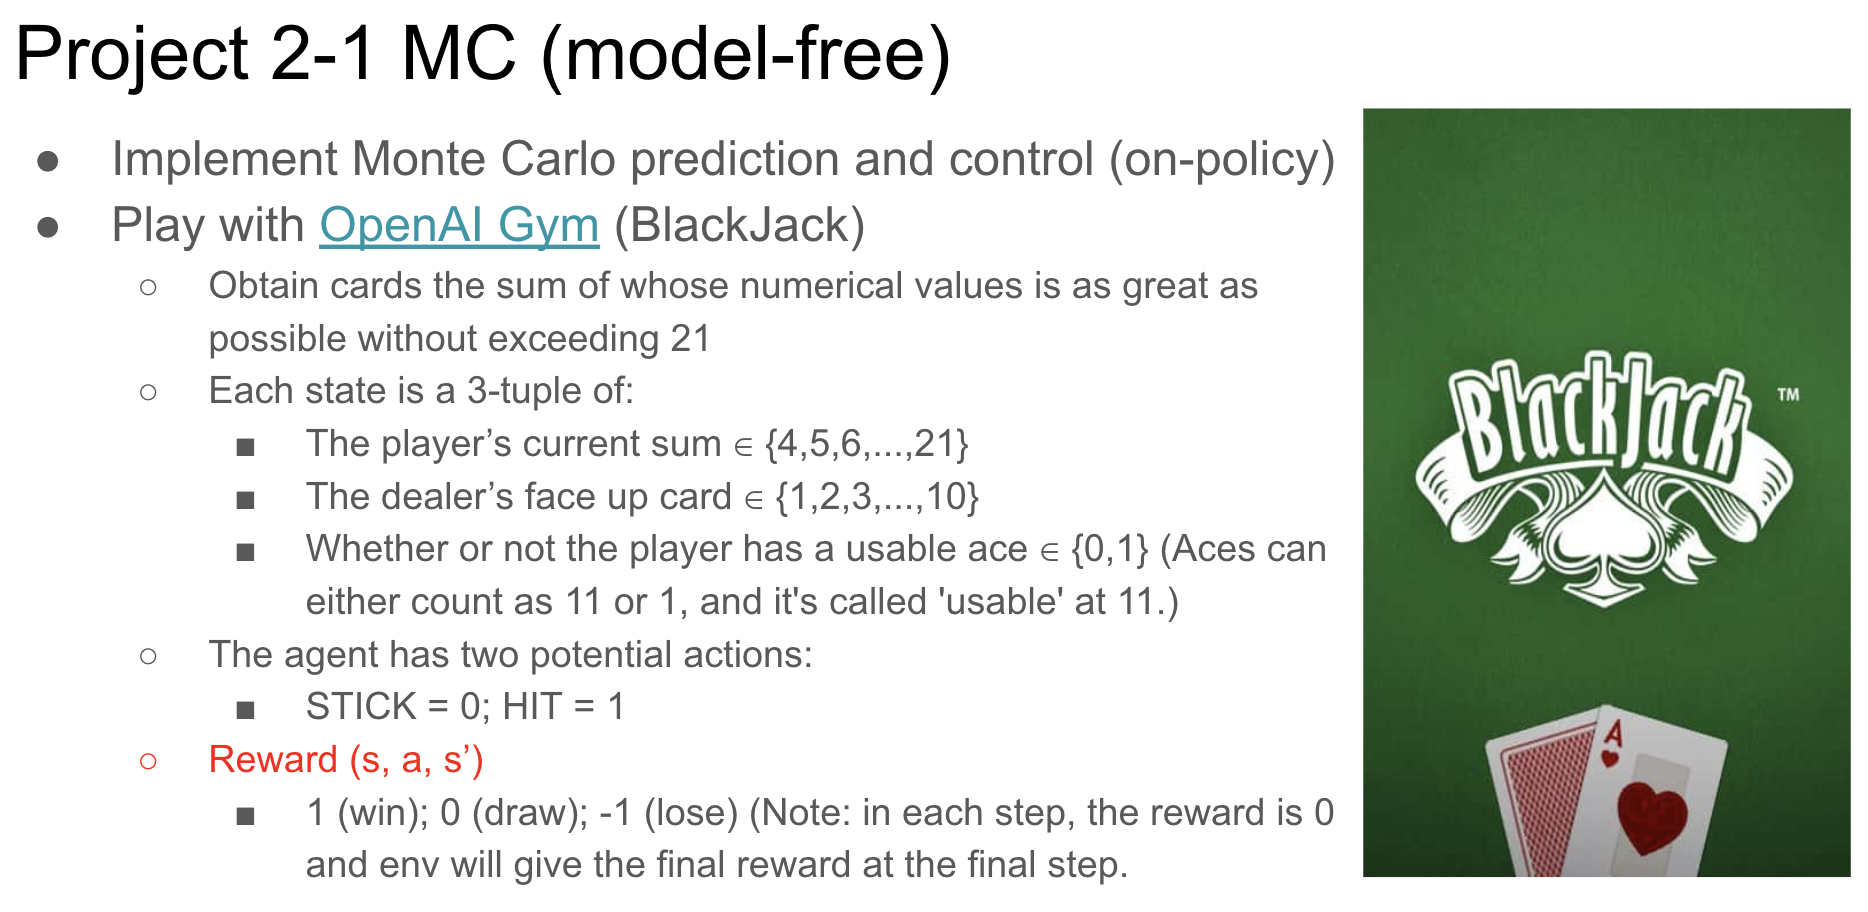 Project 2-1 MC (model-free)
● Implement Monte Carlo prediction and control (on-policy)
● Play with OpenAI Gym (BlackJack)
○ Obtain cards the sum of whose numerical values is as great as
possible without exceeding 21
○ Each state is a 3-tuple of:
■ The player’s current sum ∈ {4,5,6,...,21}
■ The dealer’s face up card ∈ {1,2,3,...,10}
■ Whether or not the player has a usable ace ∈ {0,1} (Aces can
either count as 11 or 1, and it's called 'usable' at 11.)
○ The agent has two potential actions:
■ STICK = 0; HIT = 1
○ Reward (s, a, s’)
■ 1 (win); 0 (draw); -1 (lose) (Note: in each step, the reward is 0
and env will give the final reward at the final step.
BlackJack ™
A